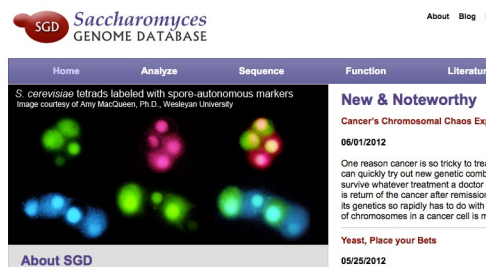 SGD
Saccharomyces
GENOME DATABASE
About Blog
Home Analyze Sequence Function
S. cerevisiae tetrads labeled with spore-autonomous markers
Image courtesy of Amy MacQueen, Ph.D., Wesleyan University
New & Noteworthy
Cancer's Chromosomal Chaos
06/01/2012
One reason cancer is so tricky to
can quickly try out new genetic
survive whatever treatment a doctor
is return of the cancer after
its genetics so rapidly has to do with
of chromosomes in a cancer cell is
Yeast, Place your Bets
05/25/2012
About SGD